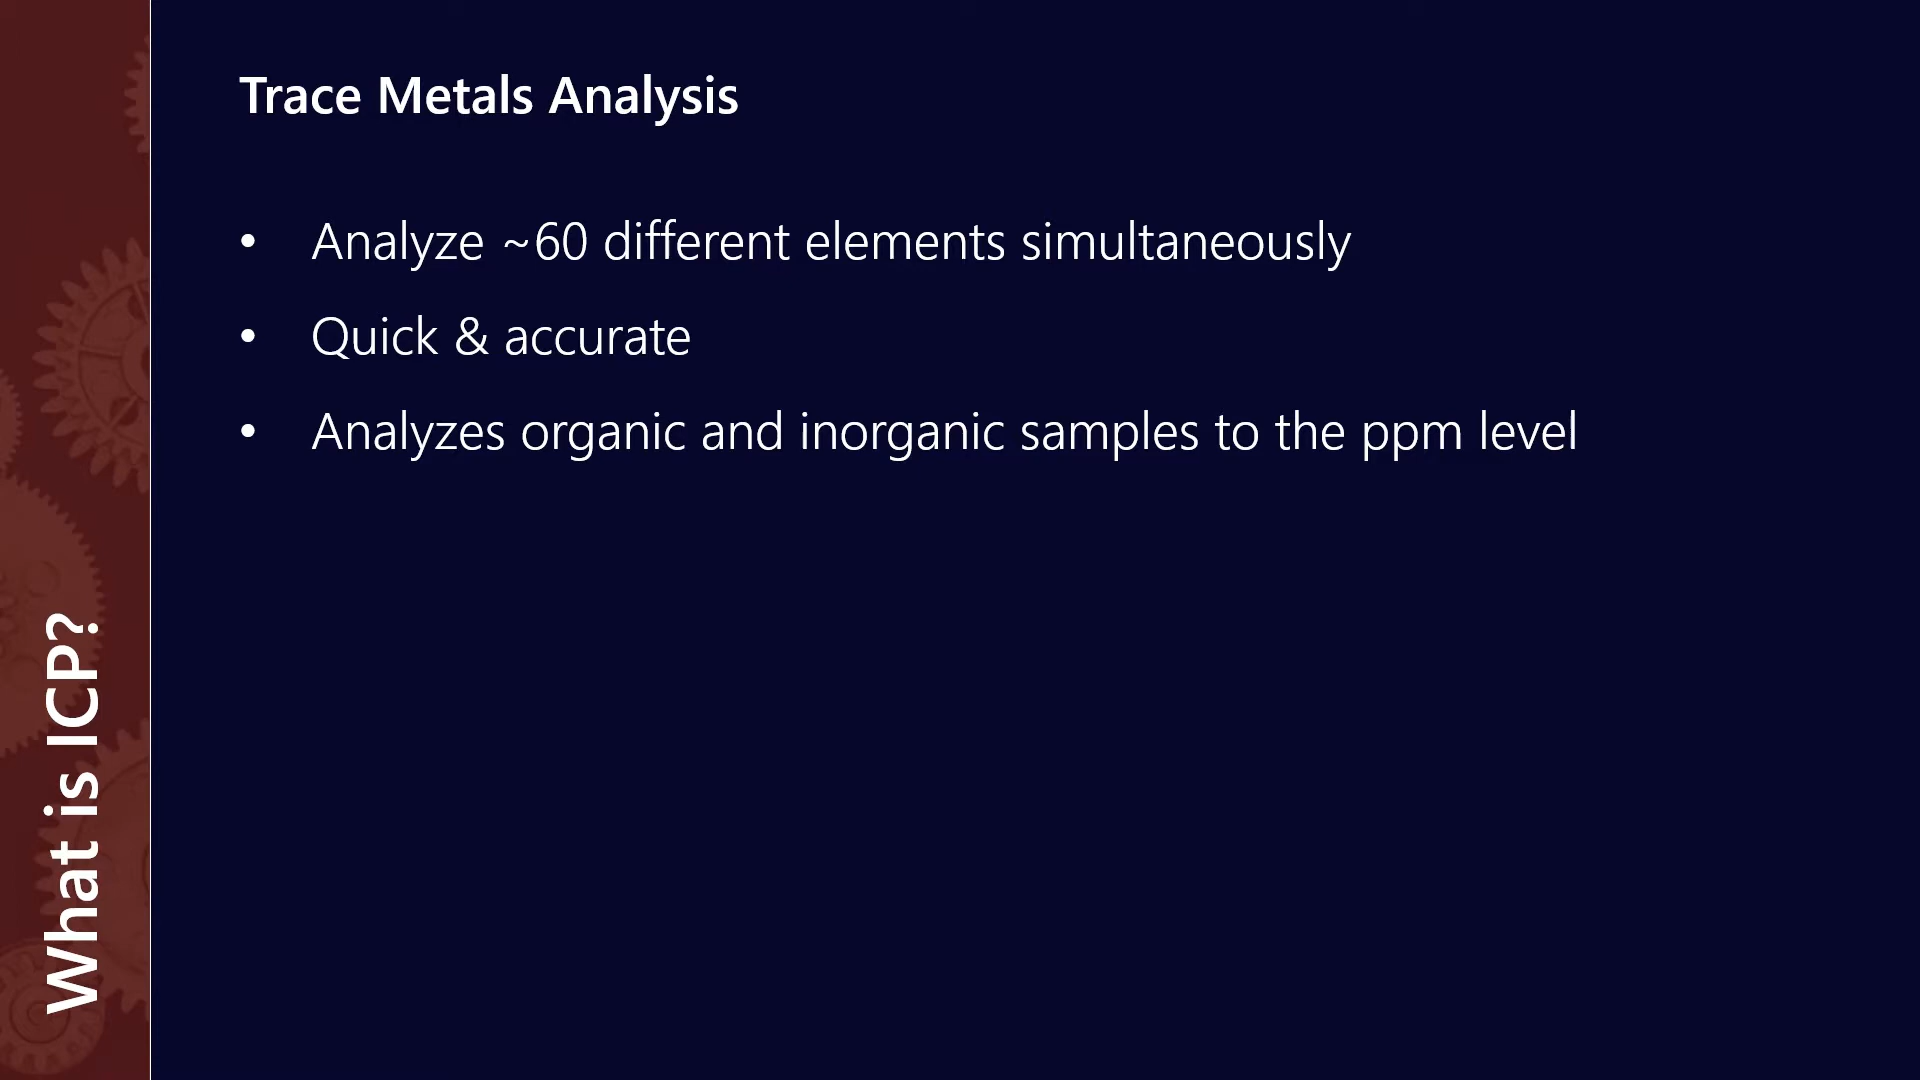 Trace Metals Analysis
• Analyze ~60 different elements simultaneously
• Quick & accurate
• Analyzes organic and inorganic samples to the ppm level
What is ICP?